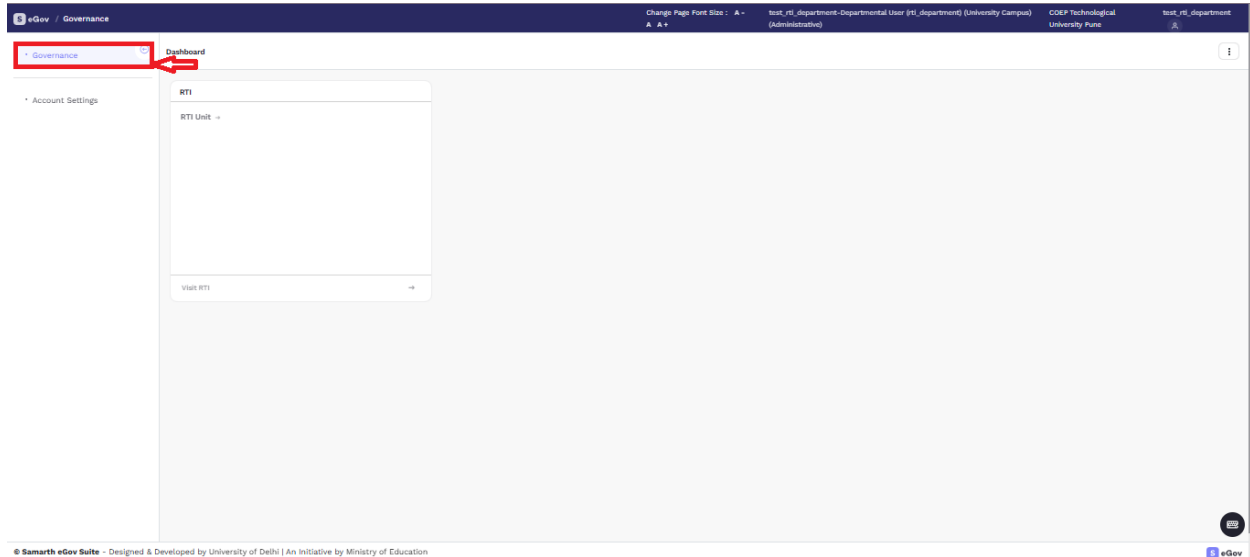 S eGov / Governance
Change Page Font Size : A -
A A +
test_rti_department-Departmental User (rti_department) (University Campus)
(Administrative)
COEP Technological
University Pune
test_rti_department
Governance
Dashboard
Account Settings
RTI
RTI Unit →
Visit RTI →
© Samarth eGov Suite - Designed & Developed by University of Delhi | An Initiative by Ministry of Education
S eGov